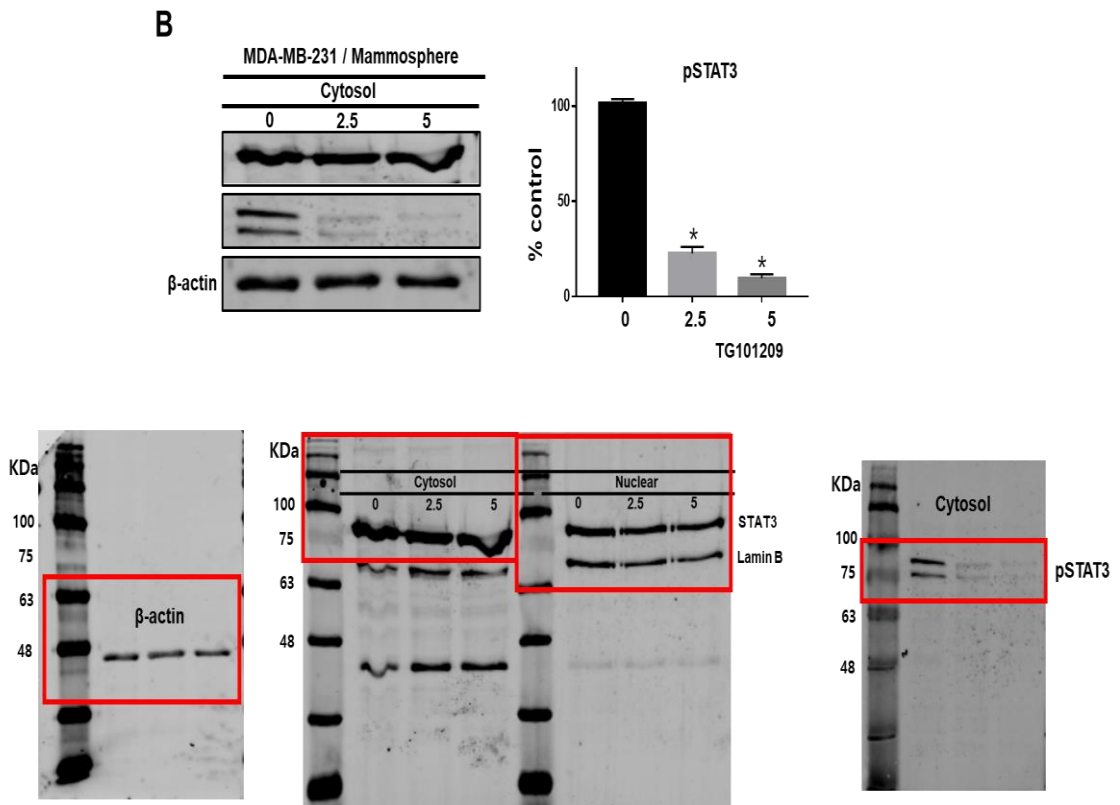 B
MDA-MB-231 / Mammosphere
Cytosol
0 2.5 5
β-actin
pSTAT3
% control
100
50
0
* *
0 2.5 5
TG101209
KDa
100
75
63
48
β-actin
KDa
100
75
63
48
Cytosol Nuclear
0 2.5 5 0 2.5 5
STAT3
Lamin B
KDa
100
75
63
48
Cytosol
pSTAT3